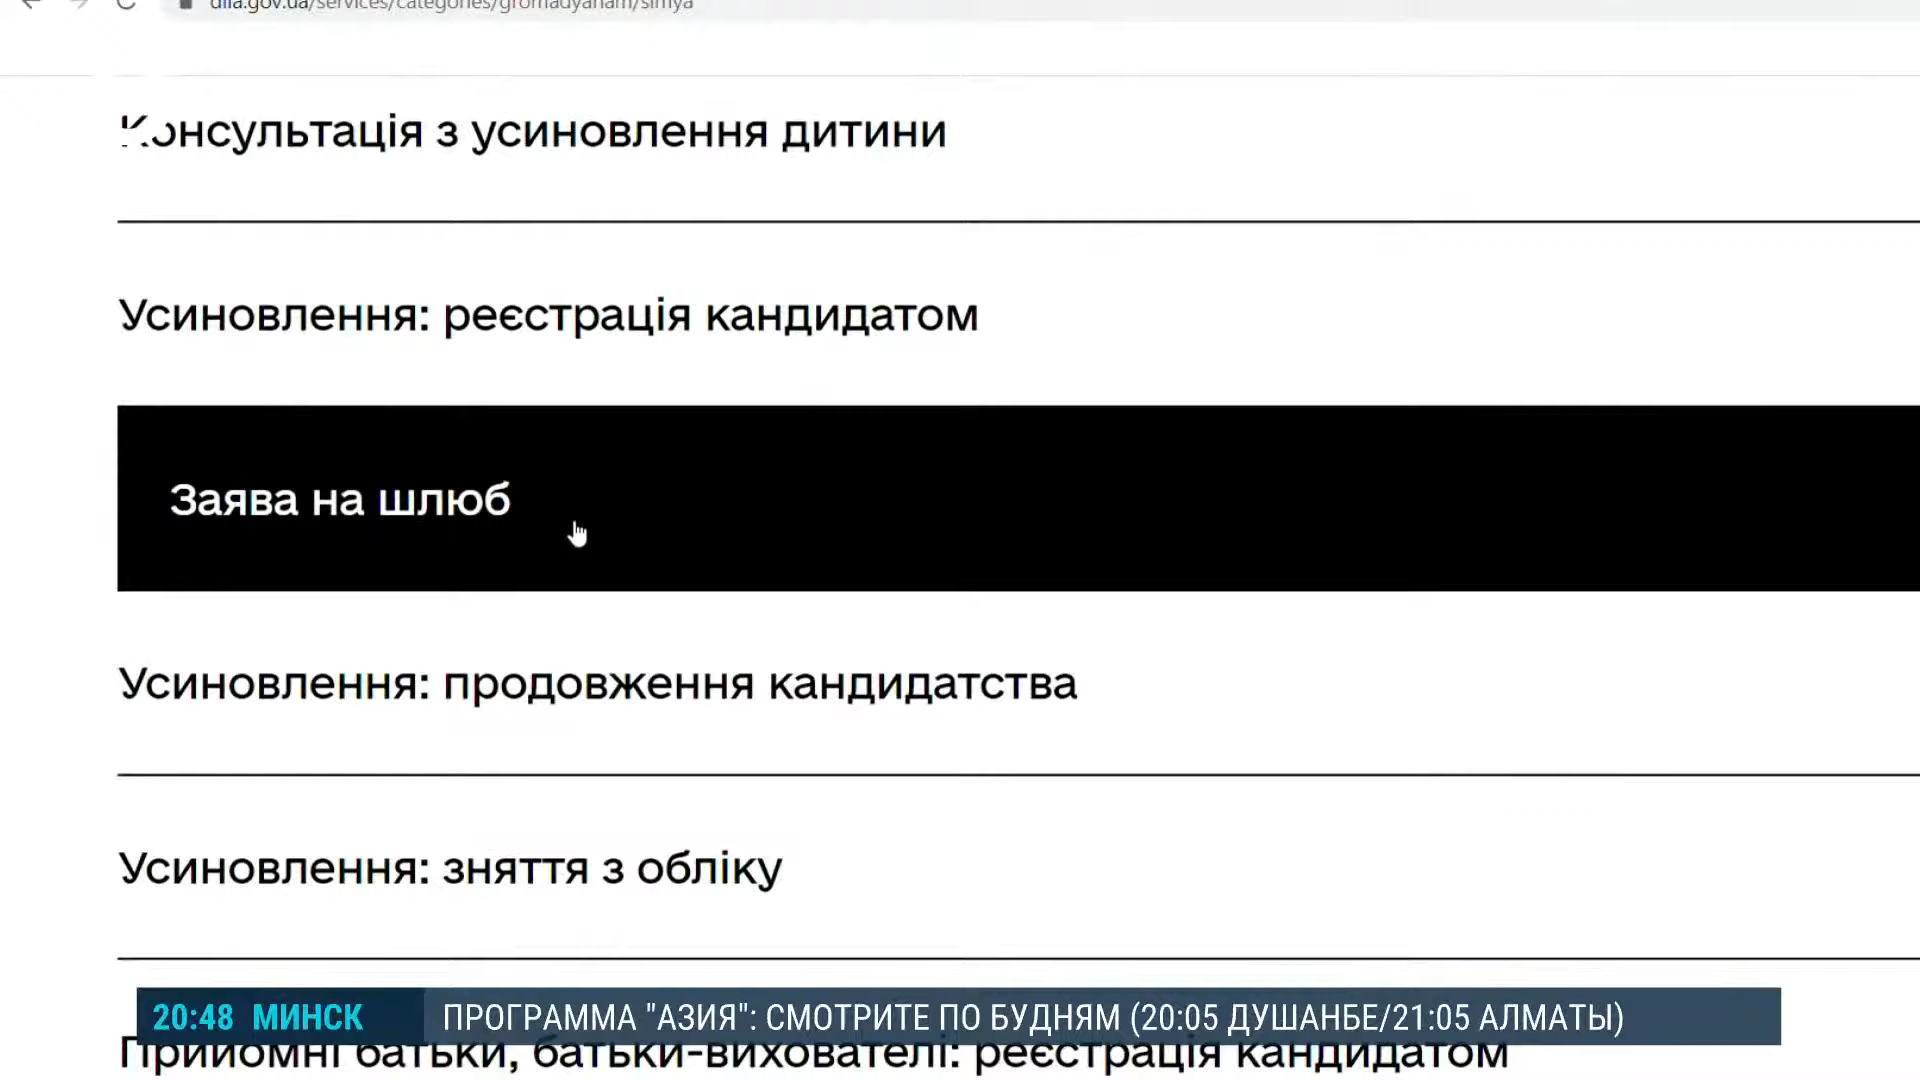 diia.gov.ua/services/categories/gromadyanam/simya
Консультація з усиновлення дитини
Усиновлення: реєстрація кандидатом
Заява на шлюб
Усиновлення: продовження кандидатства
Усиновлення: зняття з обліку
20:48 МИНСК ПРОГРАММА "АЗИЯ": СМОТРИТЕ ПО БУДНЯМ (20:05 ДУШАНБЕ/21:05 АЛМАТЫ)
Прийомні батьки, батьки-вихователі: реєстрація кандидатом